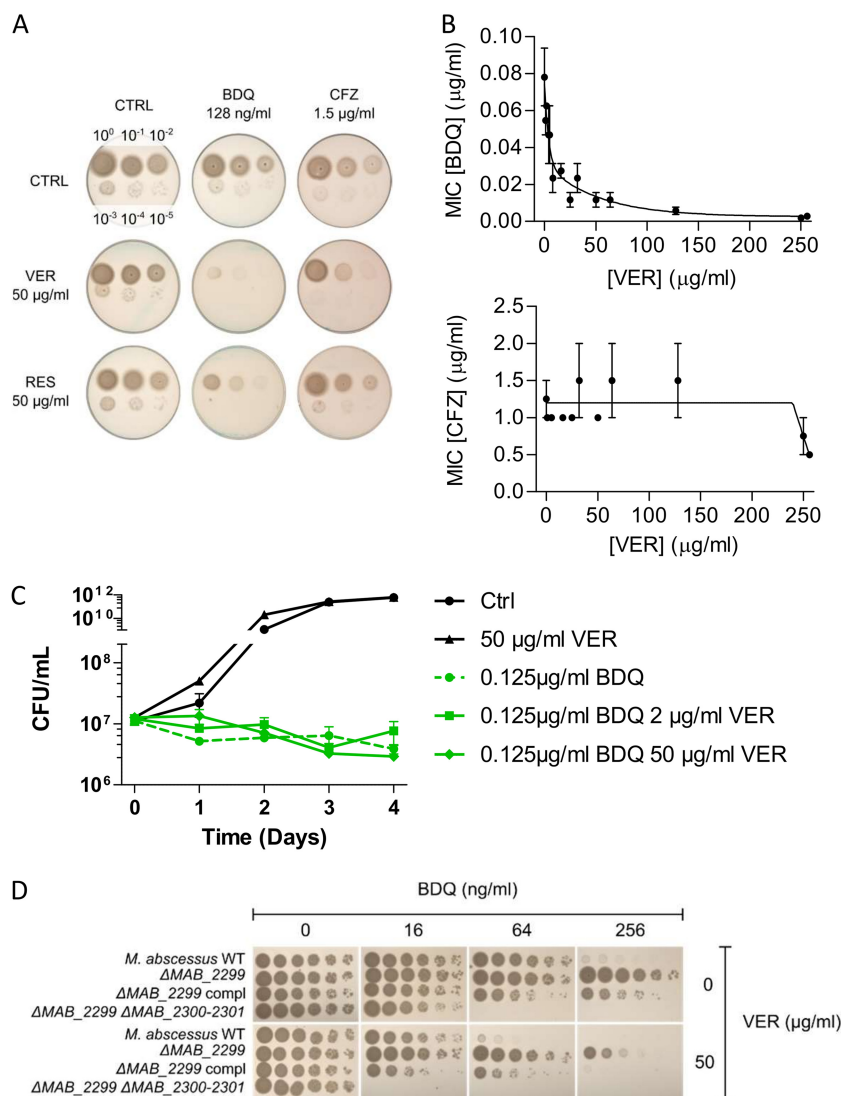 A
CTRL
BDQ
128 ng/ml
CFZ
1.5 µg/ml
10⁰ 10⁻¹ 10⁻²
CTRL
10⁻³ 10⁻⁴ 10⁻⁵
VER
50 µg/ml
RES
50 µg/ml
B
MIC [BDQ] (μg/ml)
0.10
0.08
0.06
0.04
0.02
0.00
0 50 100 150 200 250
[VER] (μg/ml)
MIC [CFZ] (μg/ml)
2.5
2.0
1.5
1.0
0.5
0.0
0 50 100 150 200 250
[VER] (μg/ml)
C
CFU/mL
10¹²
10¹⁰
10⁸
10⁷
10⁶
0 1 2 3 4
Time (Days)
Ctrl
50 µg/ml VER
0.125µg/ml BDQ
0.125µg/ml BDQ 2 µg/ml VER
0.125µg/ml BDQ 50 µg/ml VER
D
BDQ (ng/ml)
0 16 64 256
M. abscessus WT
ΔMAB_2299
ΔMAB_2299 compl
ΔMAB_2299 ΔMAB_2300-2301
0
M. abscessus WT
ΔMAB_2299
ΔMAB_2299 compl
ΔMAB_2299 ΔMAB_2300-2301
50
VER (µg/ml)